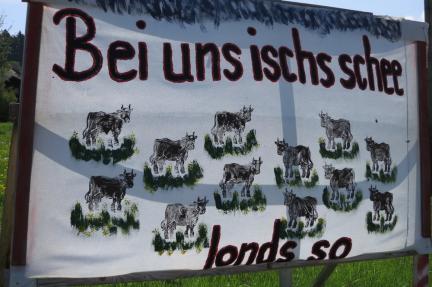 Bei uns ischs schee
londs so